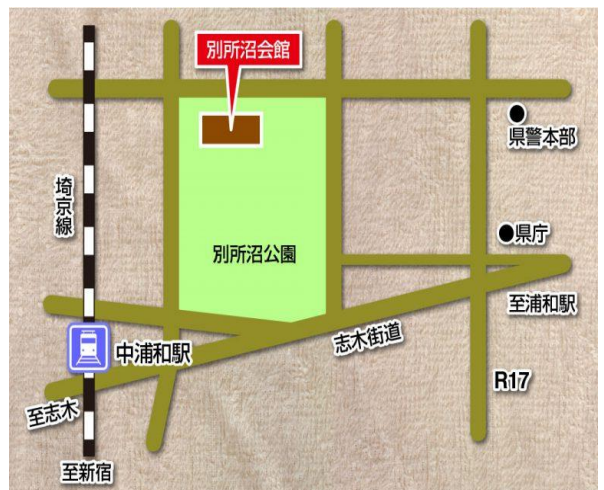 別所沼会館
県警本部
埼京線
県庁
別所沼公園
至浦和駅
志木街道
中浦和駅
R17
至志木
至新宿